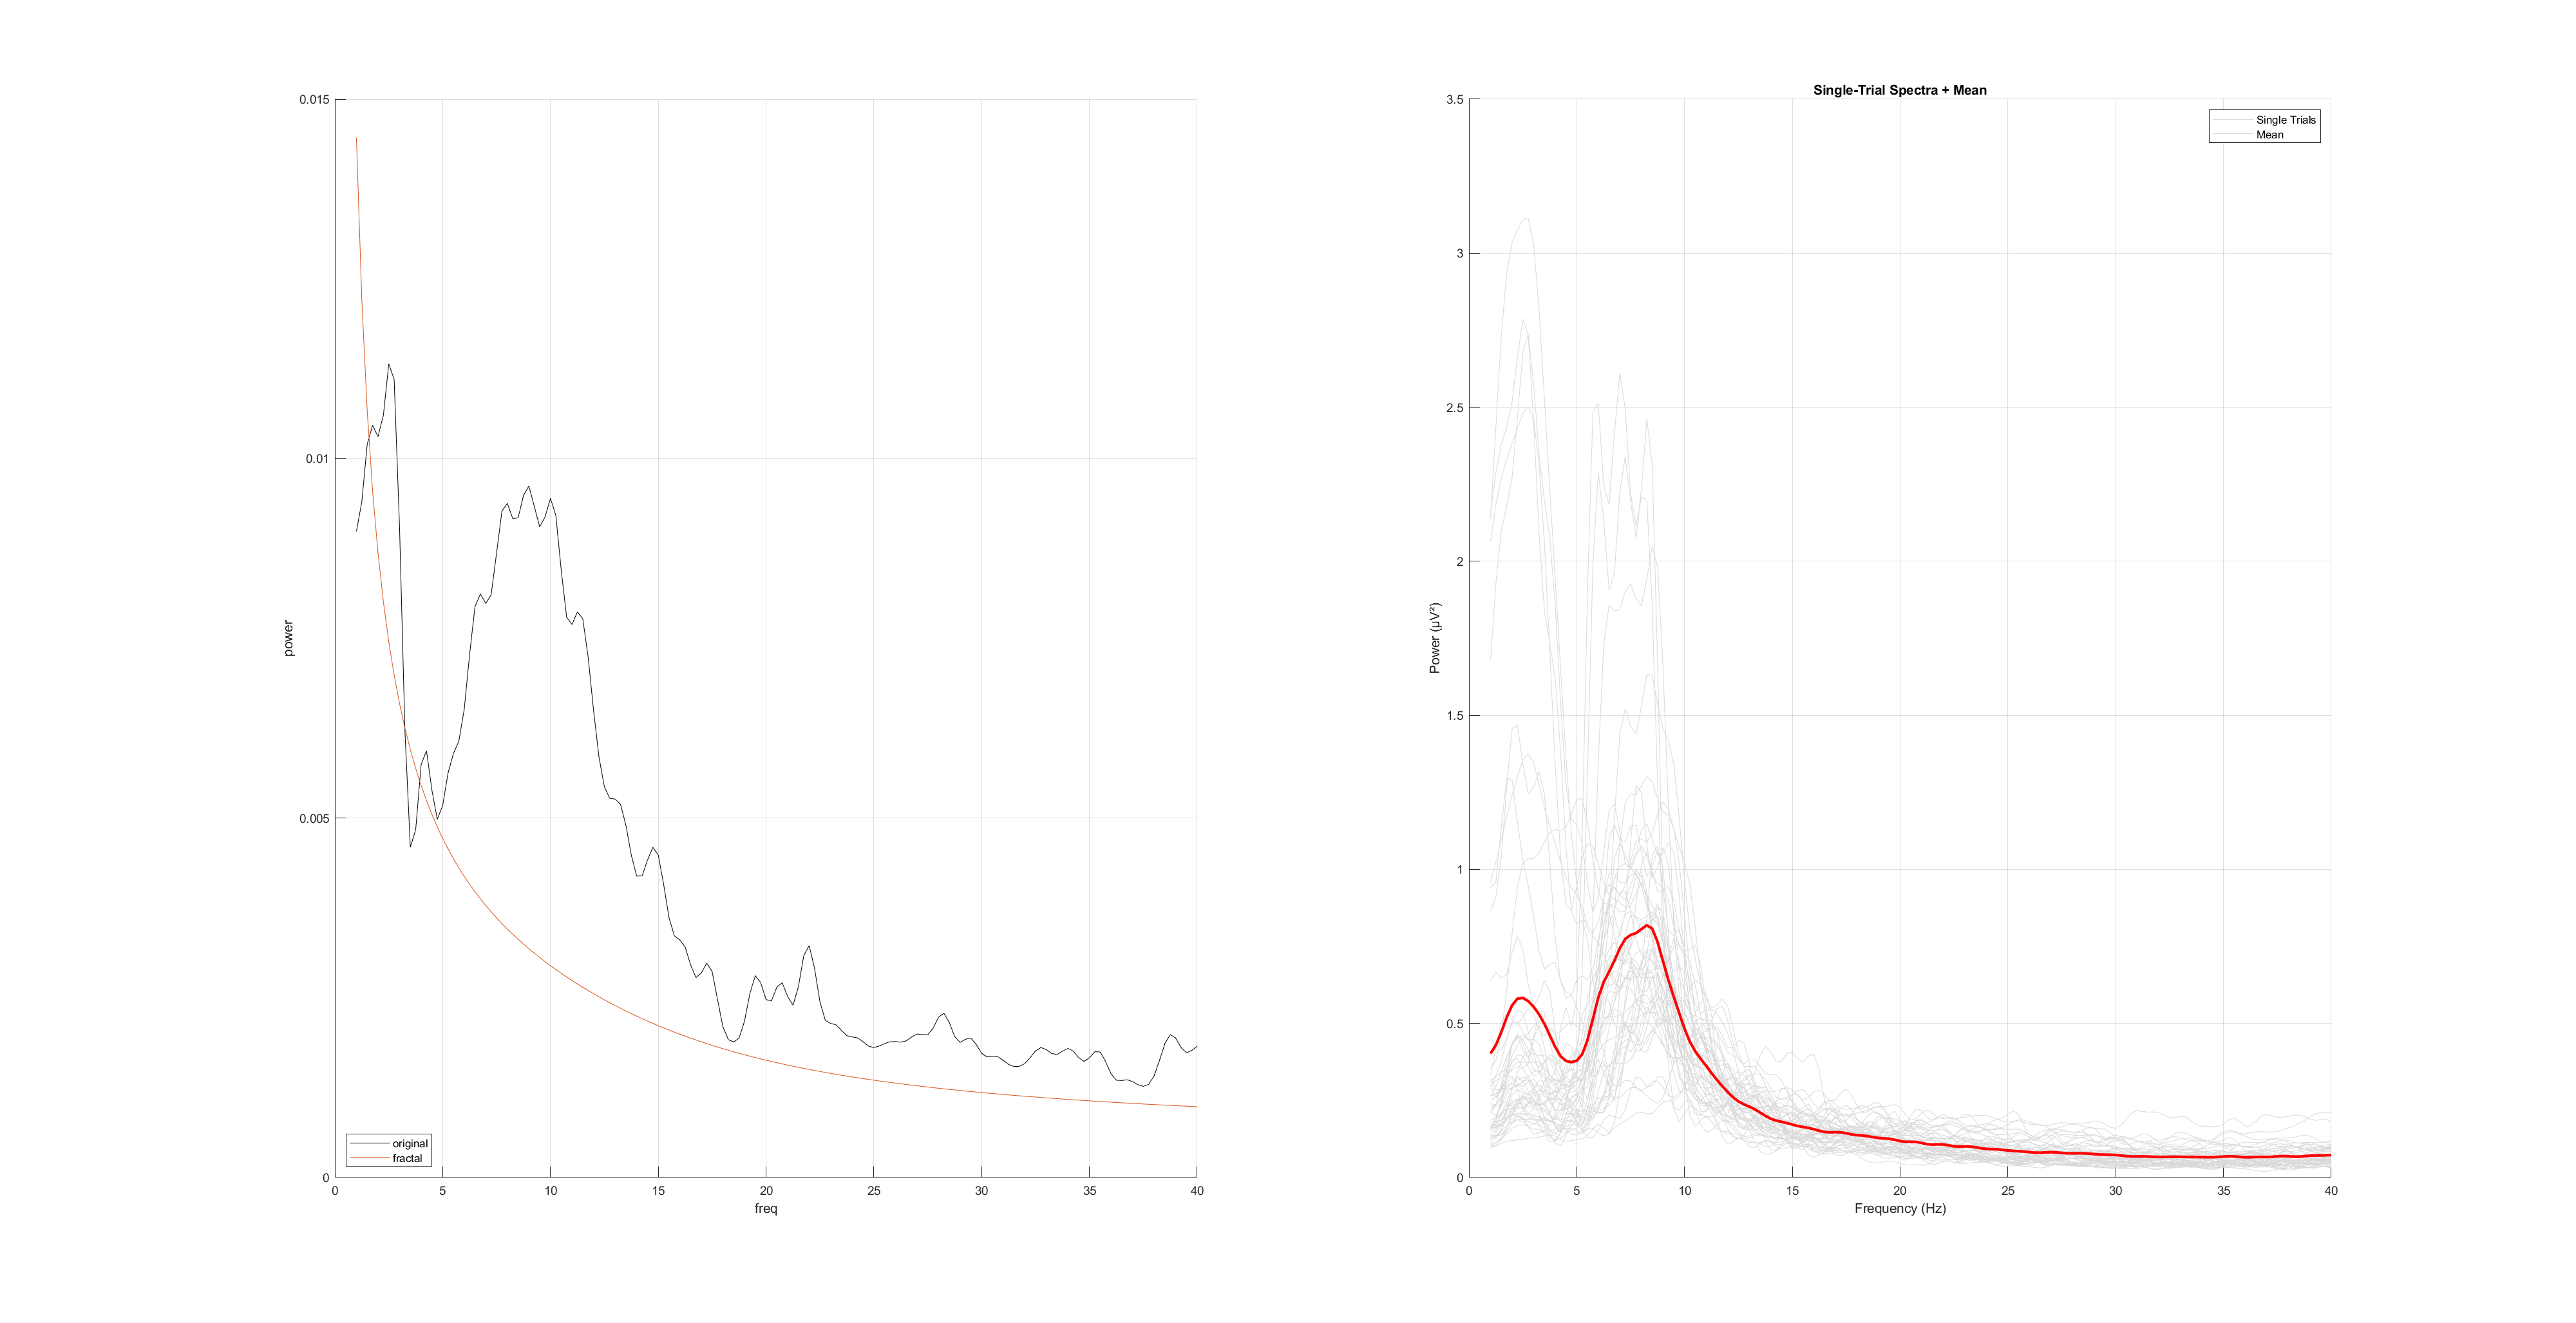 0.015
0.01
0.005
0
power
0 5 10 15 20 25 30 35 40
freq
original
fractal
Single-Trial Spectra + Mean
Single Trials
Mean
3.5
3
2.5
2
1.5
1
0.5
0
Power (µV²)
0 5 10 15 20 25 30 35 40
Frequency (Hz)